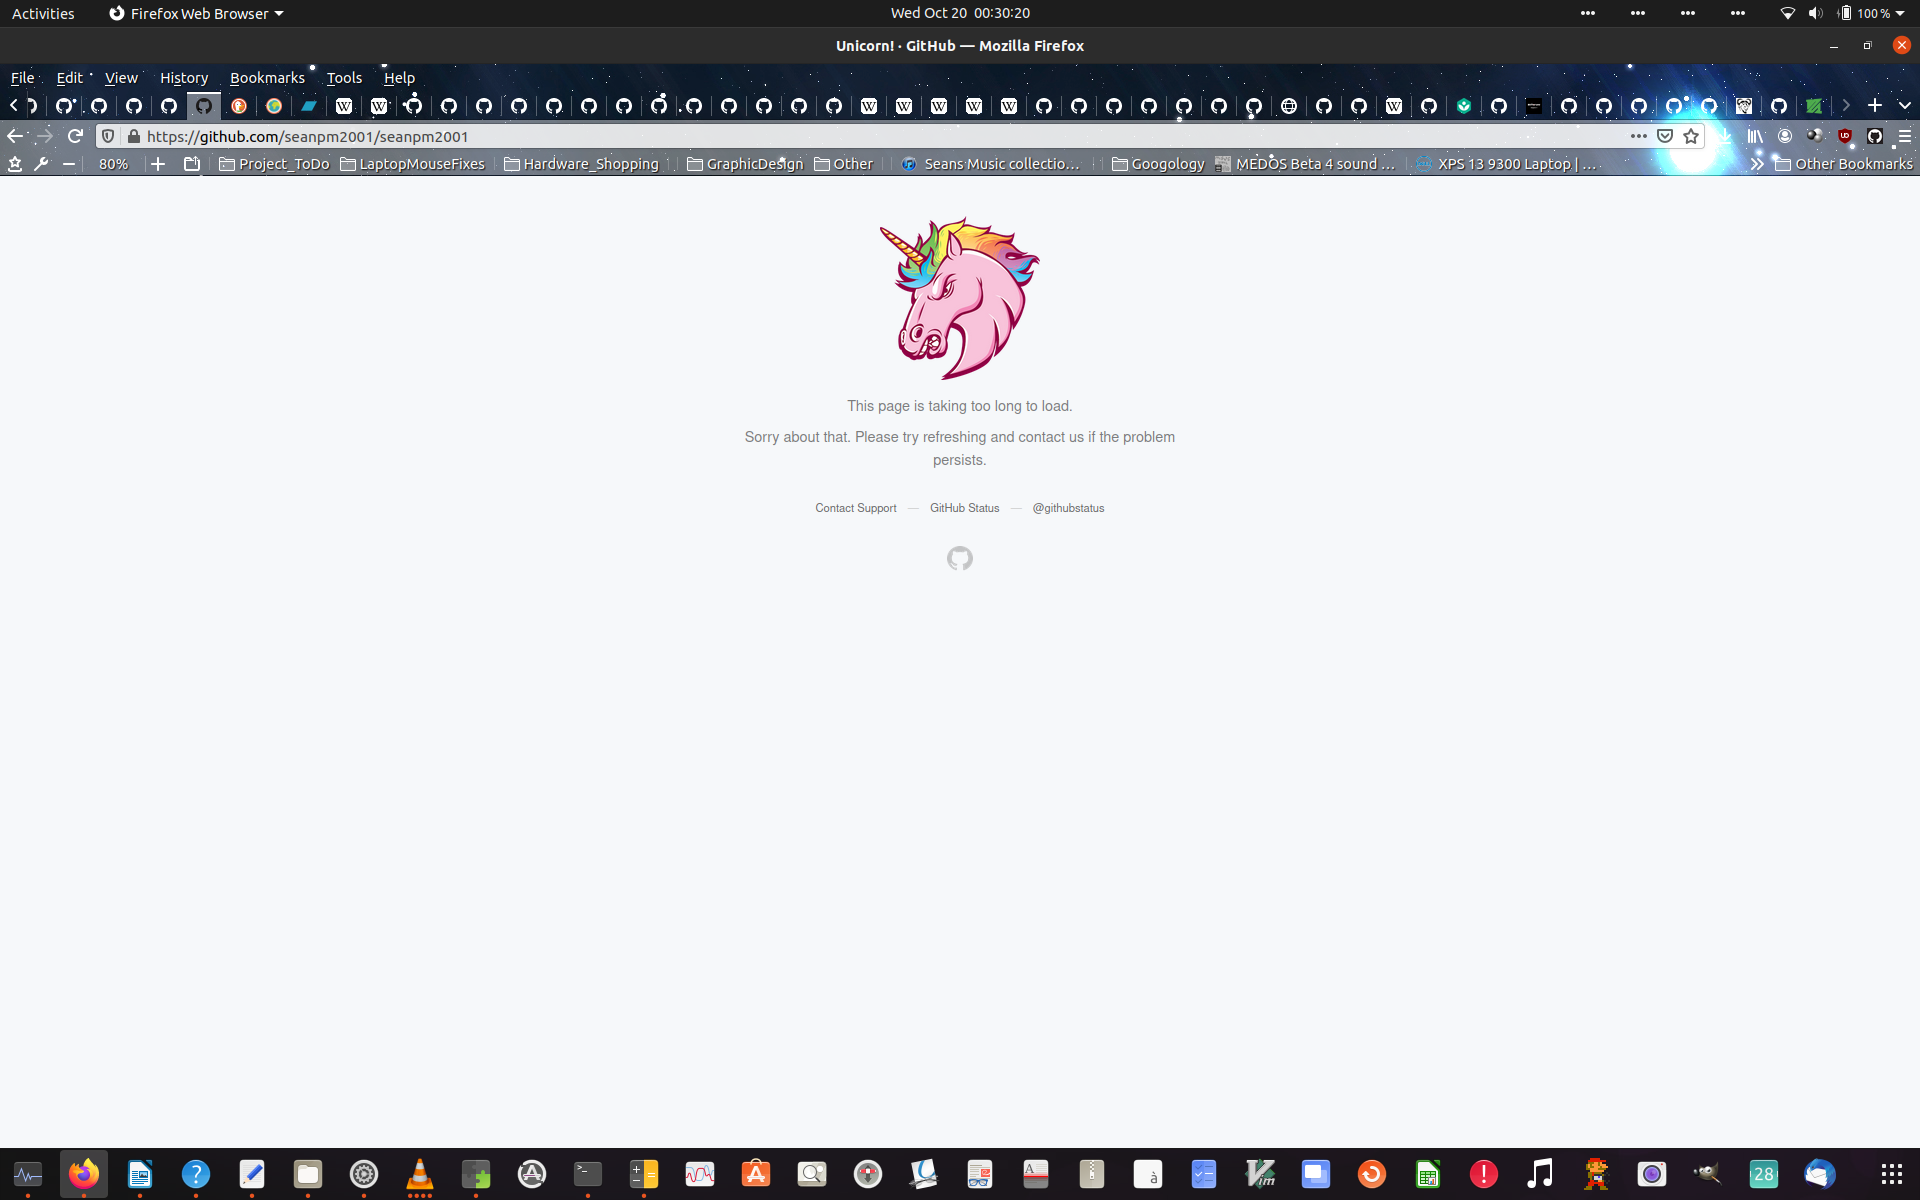 Activities Firefox Web Browser Wed Oct 20 00:30:20 100 %
Unicorn! · GitHub — Mozilla Firefox
File Edit View History Bookmarks Tools Help
https://github.com/seanpm2001/seanpm2001
80% Project_ToDo LaptopMouseFixes Hardware_Shopping GraphicDesign Other Seans Music collectio… Googology MEDOS Beta 4 sound … XPS 13 9300 Laptop | … Other Bookmarks
This page is taking too long to load.
Sorry about that. Please try refreshing and contact us if the problem
persists.
Contact Support — GitHub Status — @githubstatus
28